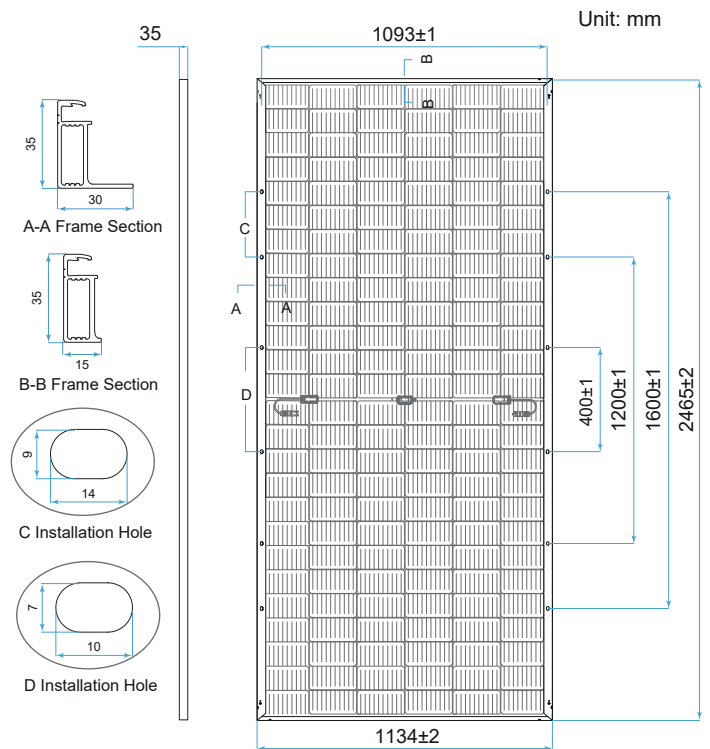 Unit: mm
35
1093±1
B
B
35
30
A-A Frame Section
C
A
A
35
15
B-B Frame Section
D
400±1
1200±1
1600±1
2465±2
9
14
C Installation Hole
7
10
D Installation Hole
1134±2